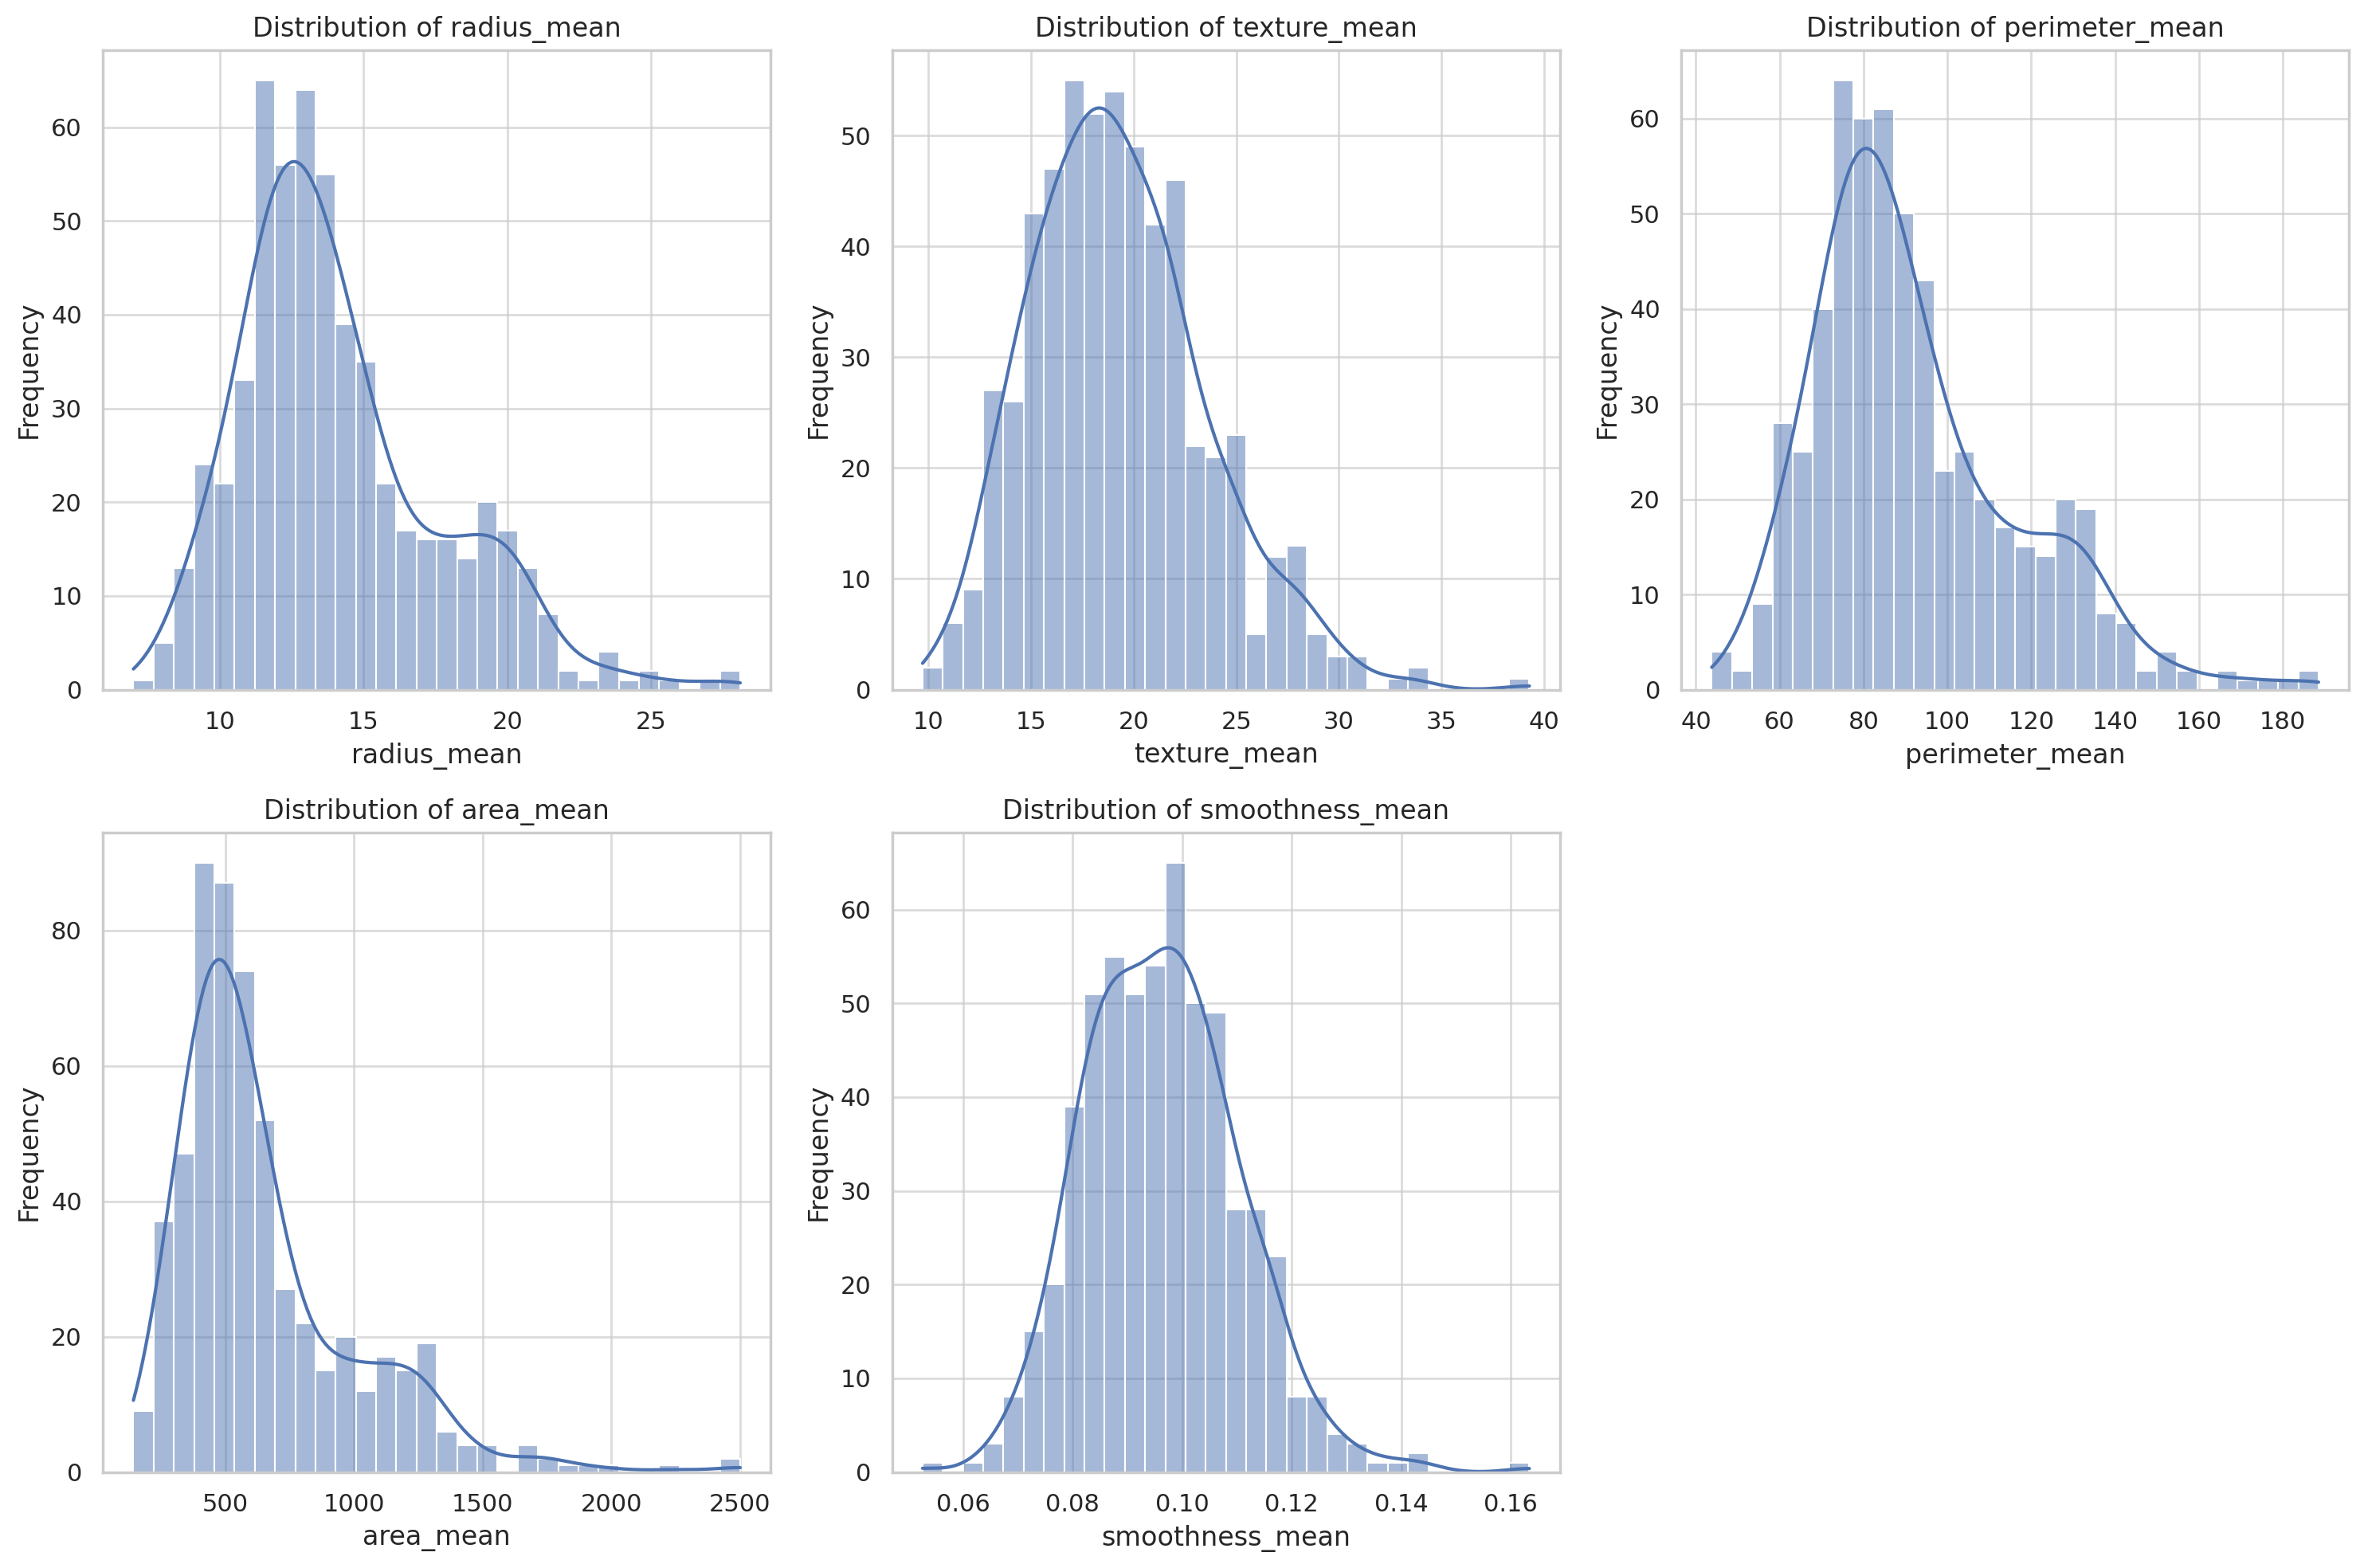 Distribution of radius_mean
60
50
40
30
20
10
0
Frequency
10 15 20 25
radius_mean
Distribution of texture_mean
50
40
30
20
10
0
Frequency
10 15 20 25 30 35 40
texture_mean
Distribution of perimeter_mean
60
50
40
30
20
10
0
Frequency
40 60 80 100 120 140 160 180
perimeter_mean
Distribution of area_mean
80
60
40
20
0
Frequency
500 1000 1500 2000 2500
area_mean
Distribution of smoothness_mean
60
50
40
30
20
10
0
Frequency
0.06 0.08 0.10 0.12 0.14 0.16
smoothness_mean